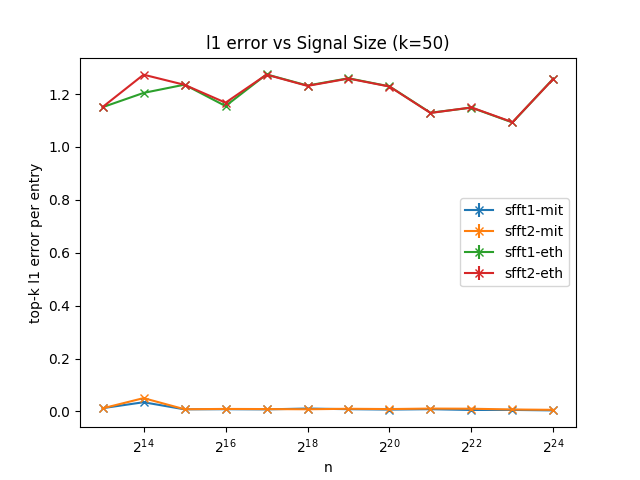 l1 error vs Signal Size (k=50)
top-k l1 error per entry
1.2
1.0
0.8
0.6
0.4
0.2
0.0
sfft1-mit
sfft2-mit
sfft1-eth
sfft2-eth
2^14 2^16 2^18 2^20 2^22 2^24
n